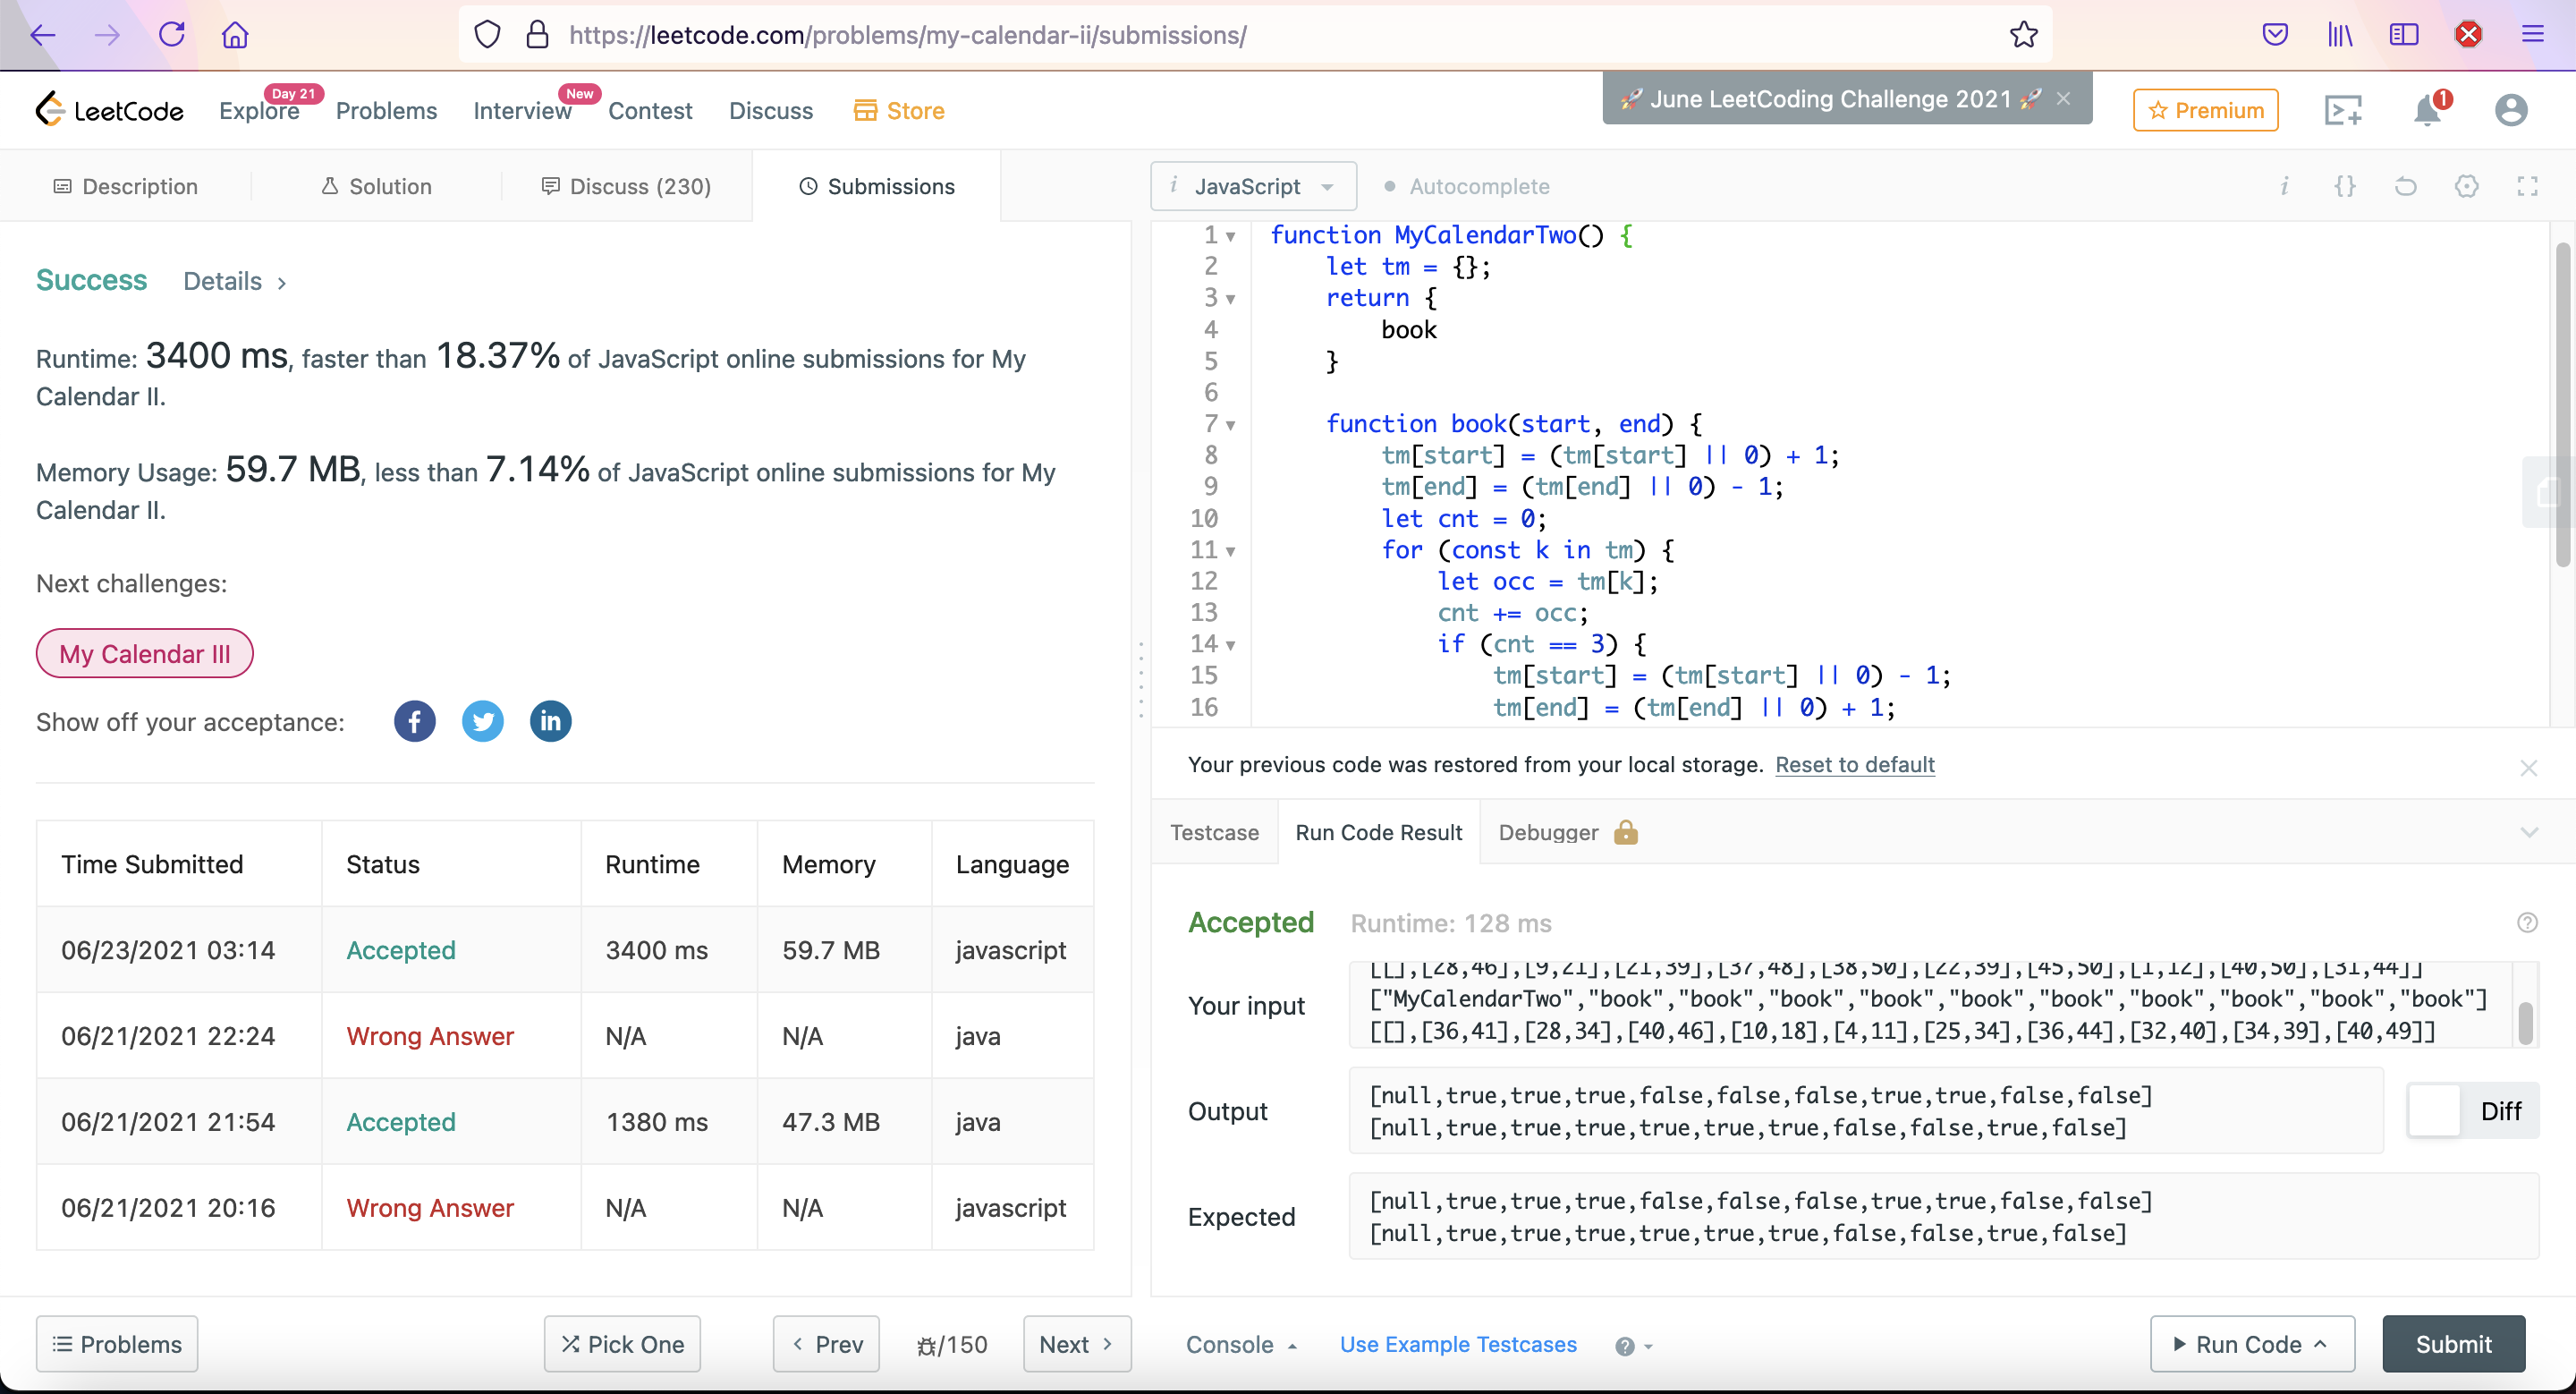 https://leetcode.com/problems/my-calendar-ii/submissions/
LeetCode
Explore
Day 21
Problems
Interview
New
Contest
Discuss
Store
🚀 June LeetCoding Challenge 2021 🚀 ×
Premium
1
Description
Solution
Discuss (230)
Submissions
i JavaScript
Autocomplete
Success Details >
Runtime: 3400 ms, faster than 18.37% of JavaScript online submissions for My
Calendar II.
Memory Usage: 59.7 MB, less than 7.14% of JavaScript online submissions for My
Calendar II.
Next challenges:
My Calendar III
Show off your acceptance:
Time Submitted Status Runtime Memory Language
06/23/2021 03:14 Accepted 3400 ms 59.7 MB javascript
06/21/2021 22:24 Wrong Answer N/A N/A java
06/21/2021 21:54 Accepted 1380 ms 47.3 MB java
06/21/2021 20:16 Wrong Answer N/A N/A javascript
1 function MyCalendarTwo() {
2 let tm = {};
3 return {
4 book
5 }
6
7 function book(start, end) {
8 tm[start] = (tm[start] || 0) + 1;
9 tm[end] = (tm[end] || 0) - 1;
10 let cnt = 0;
11 for (const k in tm) {
12 let occ = tm[k];
13 cnt += occ;
14 if (cnt == 3) {
15 tm[start] = (tm[start] || 0) - 1;
16 tm[end] = (tm[end] || 0) + 1;
Your previous code was restored from your local storage. Reset to default
Testcase
Run Code Result
Debugger
Accepted Runtime: 128 ms
Your input
[[],[28,46],[9,21],[21,39],[37,48],[38,50],[22,39],[45,50],[1,12],[40,50],[31,44]]
["MyCalendarTwo","book","book","book","book","book","book","book","book","book","book"]
[[],[36,41],[28,34],[40,46],[10,18],[4,11],[25,34],[36,44],[32,40],[34,39],[40,49]]
Output
[null,true,true,true,false,false,false,true,true,false,false]
[null,true,true,true,true,true,true,false,false,true,false]
Diff
Expected
[null,true,true,true,false,false,false,true,true,false,false]
[null,true,true,true,true,true,true,false,false,true,false]
Problems
Pick One
Prev
/150
Next
Console
Use Example Testcases
Run Code
Submit